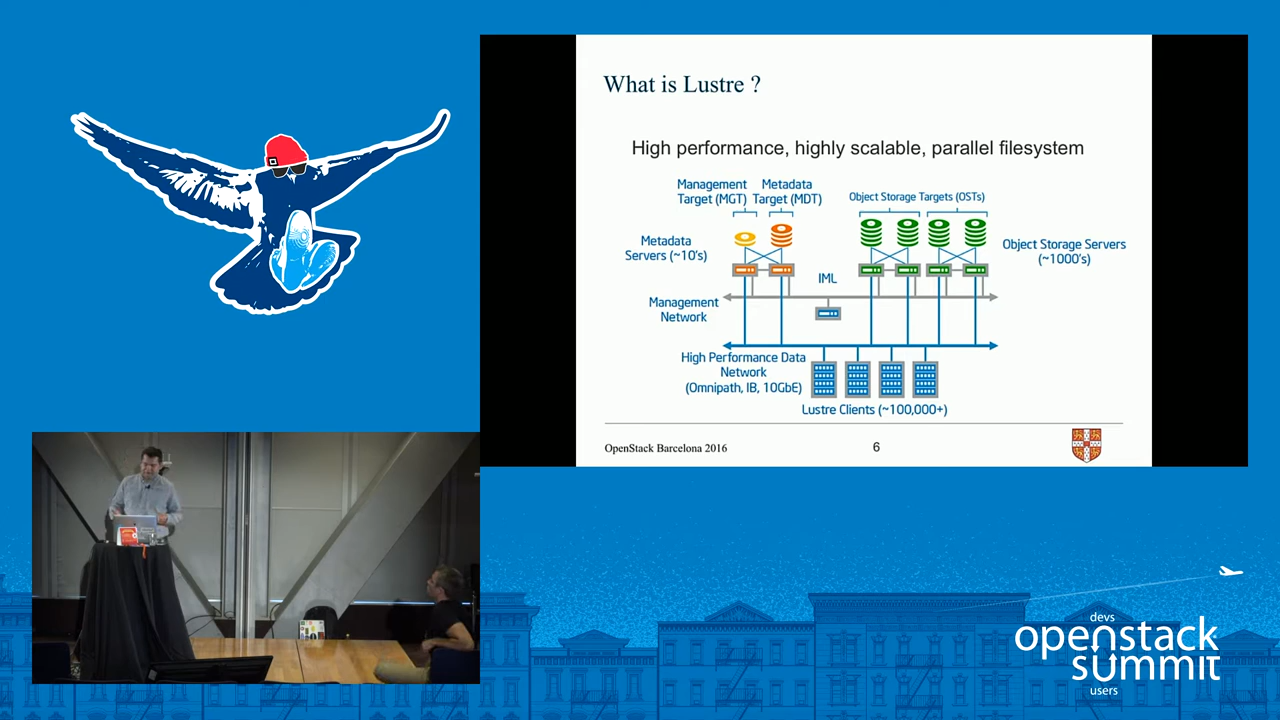 What is Lustre ?
High performance, highly scalable, parallel filesystem
Management
Target (MGT)
Metadata
Target (MDT)
Object Storage Targets (OSTs)
Metadata
Servers (~10's)
Object Storage Servers
(~1000's)
IML
Management
Network
High Performance Data
Network
(Omnipath, IB, 10GbE)
Lustre Clients (~100,000+)
OpenStack Barcelona 2016
6
devs
openstack
summit
users